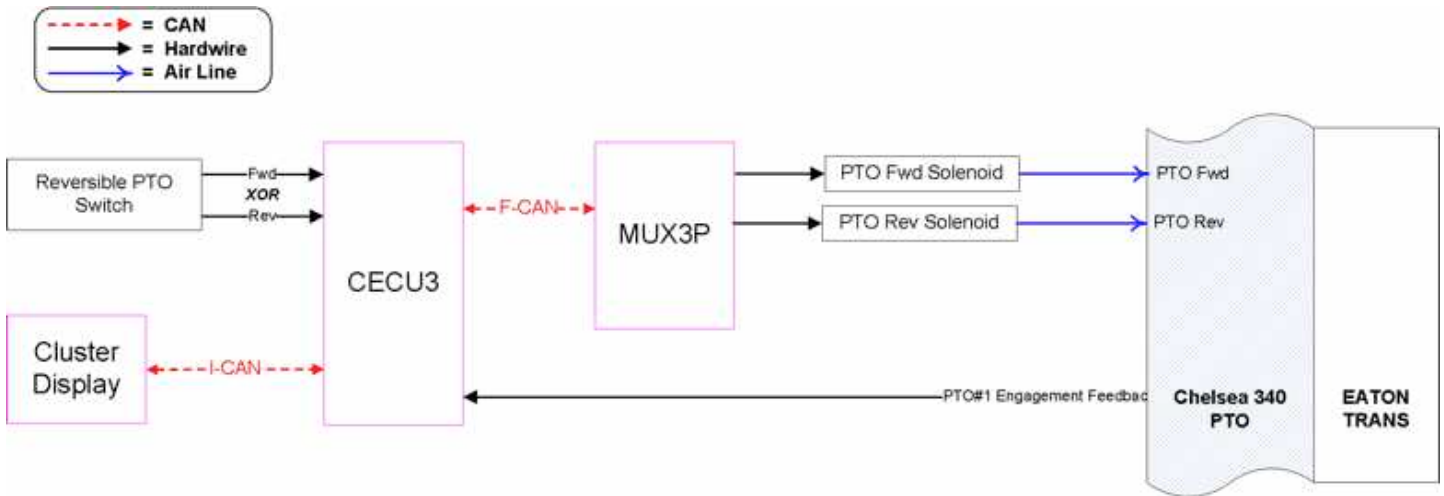 = CAN
= Hardwire
= Air Line
Reversible PTO
Switch
Fwd
XOR
Rev
CECU3
F-CAN
MUX3P
PTO Fwd Solenoid
PTO Rev Solenoid
PTO Fwd
PTO Rev
Cluster
Display
I-CAN
PTO#1 Engagement Feedbac
Chelsea 340
PTO
EATON
TRANS